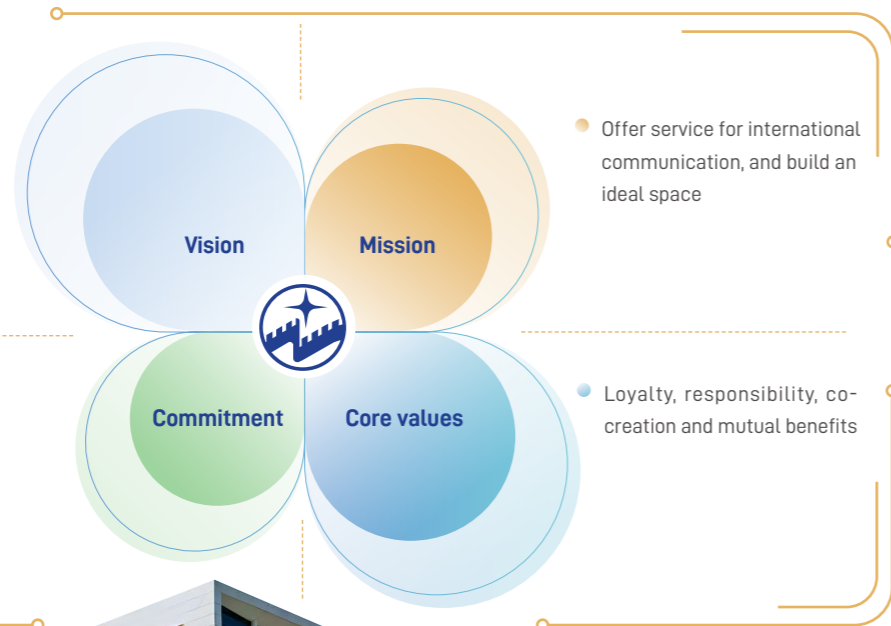 Vision
Mission
Offer service for international
communication, and build an
ideal space
Commitment
Core values
Loyalty, responsibility, co-
creation and mutual benefits